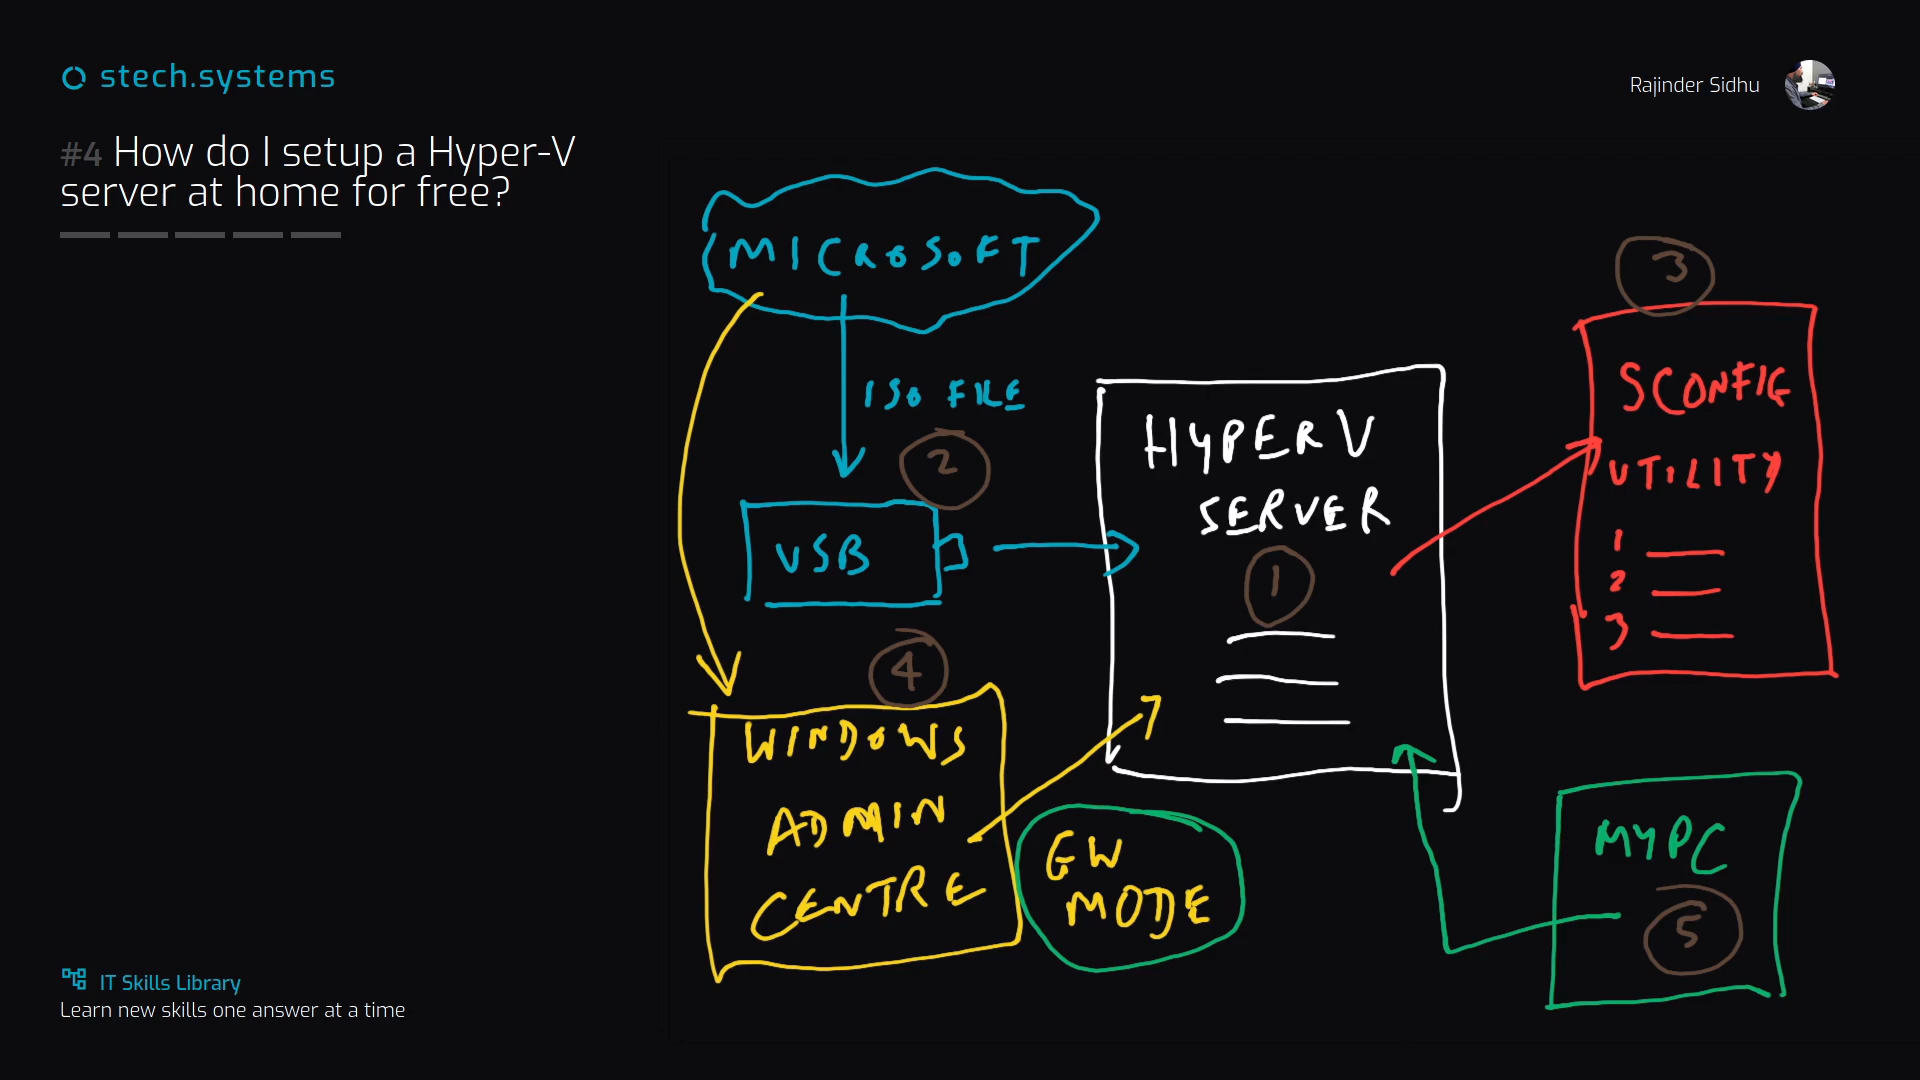 stech.systems
Rajinder Sidhu
#4 How do I setup a Hyper-V
server at home for free?
MICROSOFT
ISO FILE
2
USB
HYPER V
SERVER
1
3
SCONFIG
UTILITY
1
2
3
4
WINDOWS
ADMIN
CENTRE
GW
MODE
MY PC
5
IT Skills Library
Learn new skills one answer at a time